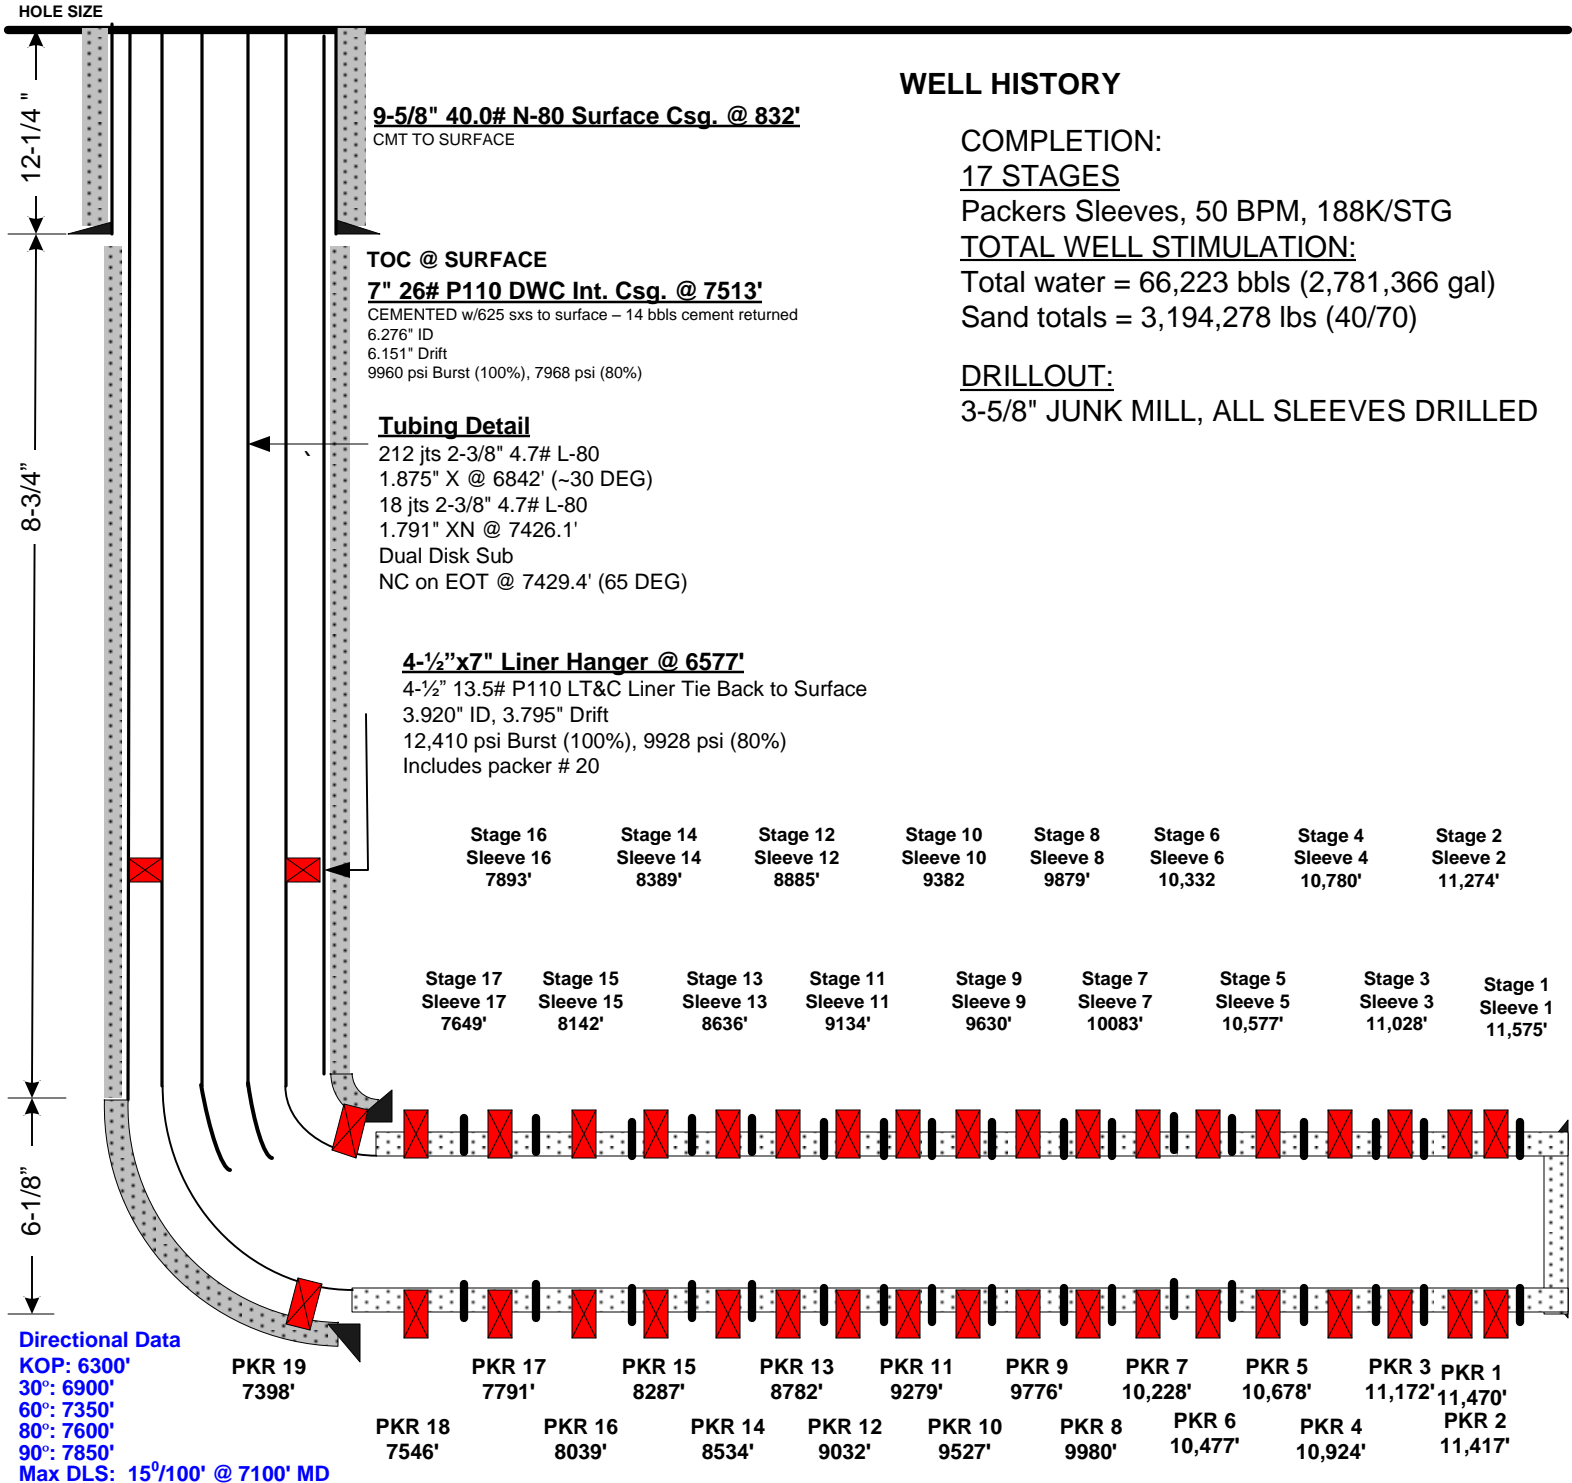 HOLE SIZE
12-1/4 "
8-3/4”
6-1/8”
9-5/8" 40.0# N-80 Surface Csg. @ 832'
CMT TO SURFACE
TOC @ SURFACE
7" 26# P110 DWC Int. Csg. @ 7513'
CEMENTED w/625 sxs to surface – 14 bbls cement returned
6.276" ID
6.151" Drift
9960 psi Burst (100%), 7968 psi (80%)
Tubing Detail
212 jts 2-3/8" 4.7# L-80
1.875" X @ 6842' (~30 DEG)
18 jts 2-3/8" 4.7# L-80
1.791" XN @ 7426.1'
Dual Disk Sub
NC on EOT @ 7429.4' (65 DEG)
`
4-½”x7" Liner Hanger @ 6577'
4-½” 13.5# P110 LT&C Liner Tie Back to Surface
3.920" ID, 3.795" Drift
12,410 psi Burst (100%), 9928 psi (80%)
Includes packer # 20
WELL HISTORY
COMPLETION:
17 STAGES
Packers Sleeves, 50 BPM, 188K/STG
TOTAL WELL STIMULATION:
Total water = 66,223 bbls (2,781,366 gal)
Sand totals = 3,194,278 lbs (40/70)
DRILLOUT:
3-5/8" JUNK MILL, ALL SLEEVES DRILLED
Stage 16
Sleeve 16
7893'
Stage 14
Sleeve 14
8389'
Stage 12
Sleeve 12
8885'
Stage 10
Sleeve 10
9382
Stage 8
Sleeve 8
9879'
Stage 6
Sleeve 6
10,332
Stage 4
Sleeve 4
10,780'
Stage 2
Sleeve 2
11,274'
Stage 17
Sleeve 17
7649'
Stage 15
Sleeve 15
8142'
Stage 13
Sleeve 13
8636'
Stage 11
Sleeve 11
9134'
Stage 9
Sleeve 9
9630'
Stage 7
Sleeve 7
10083'
Stage 5
Sleeve 5
10,577'
Stage 3
Sleeve 3
11,028'
Stage 1
Sleeve 1
11,575'
Directional Data
KOP: 6300'
30º: 6900'
60º: 7350'
80º: 7600'
90º: 7850'
Max DLS: 15⁰/100' @ 7100' MD
PKR 19
7398'
PKR 17
7791'
PKR 15
8287'
PKR 13
8782'
PKR 11
9279'
PKR 9
9776'
PKR 7
10,228'
PKR 5
10,678'
PKR 3
11,172'
PKR 1
11,470'
PKR 18
7546'
PKR 16
8039'
PKR 14
8534'
PKR 12
9032'
PKR 10
9527'
PKR 8
9980'
PKR 6
10,477'
PKR 4
10,924'
PKR 2
11,417'